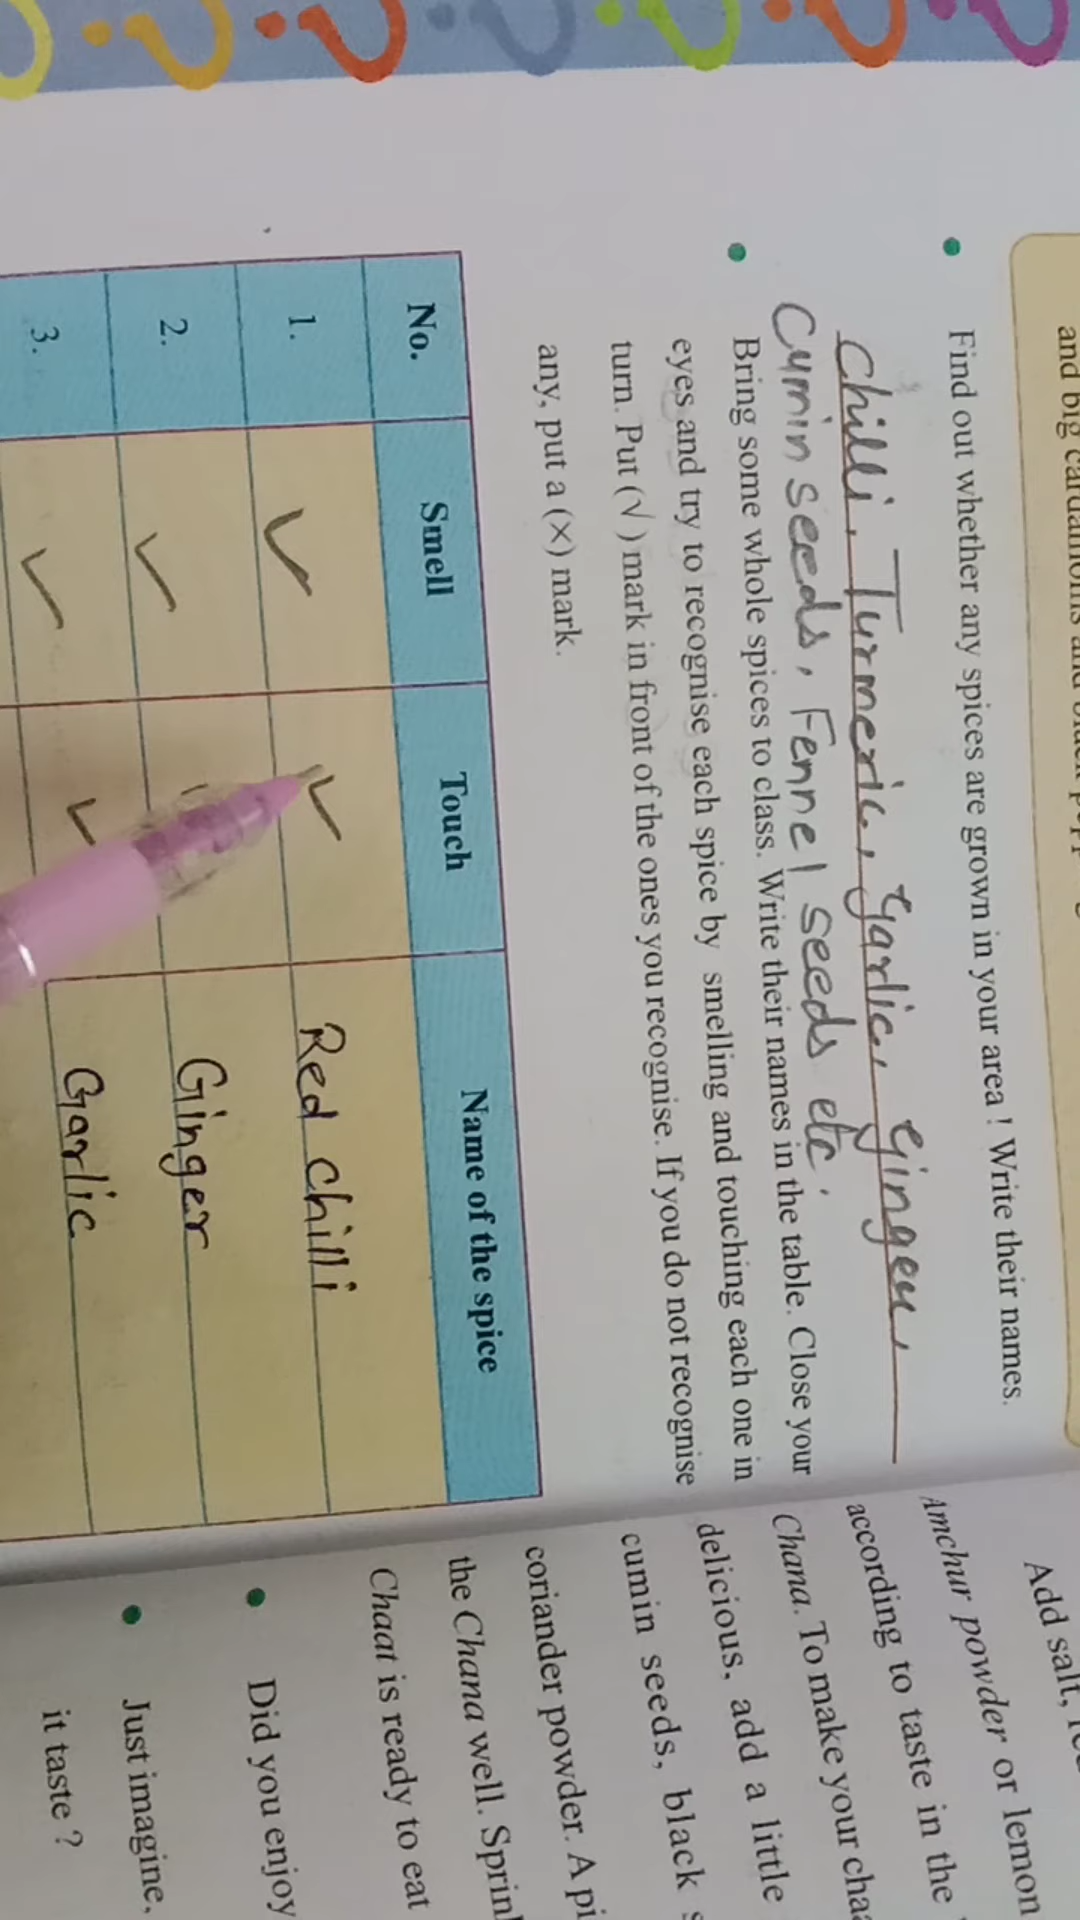 and big cardamoms and black
• Find out whether any spices are grown in your area ! Write their names.
Chilli, Turmeric, Garlic, Ginger,
Cumin seeds, Fennel seeds etc.
• Bring some whole spices to class. Write their names in the table. Close your
eyes and try to recognise each spice by smelling and touching each one in
turn. Put (√) mark in front of the ones you recognise. If you do not recognise
any, put a (×) mark.
No. Smell Touch Name of the spice
1. ✓ ✓ Red chilli
2. ✓ Ginger
3. ✓ ✓ Garlic
Add salt,
Amchur powder or lemon
according to taste in the
Chana. To make your
delicious, add a little
cumin seeds, black
coriander powder. A
the Chana well.
Chaat is ready to eat
• Did you enjoy
• Just imagine,
it taste ?